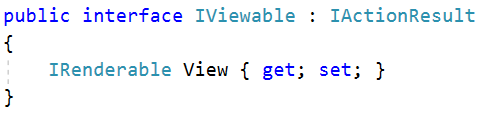 public interface IViewable : IActionResult
{
    IRenderable View { get; set; }
}